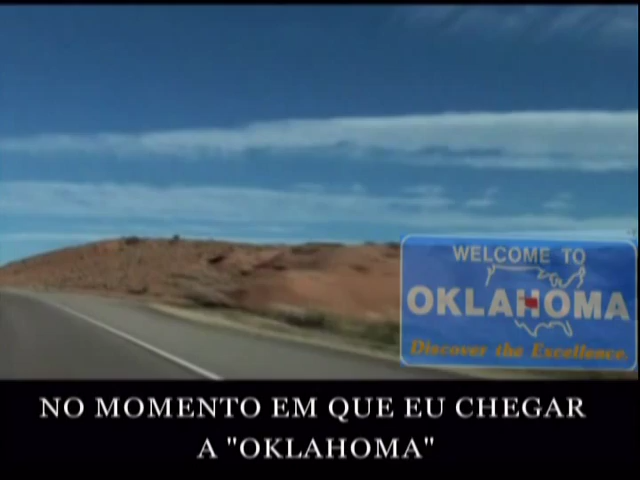 WELCOME TO
OKLAHOMA
Discover the Excellence.
NO MOMENTO EM QUE EU CHEGAR
A "OKLAHOMA"